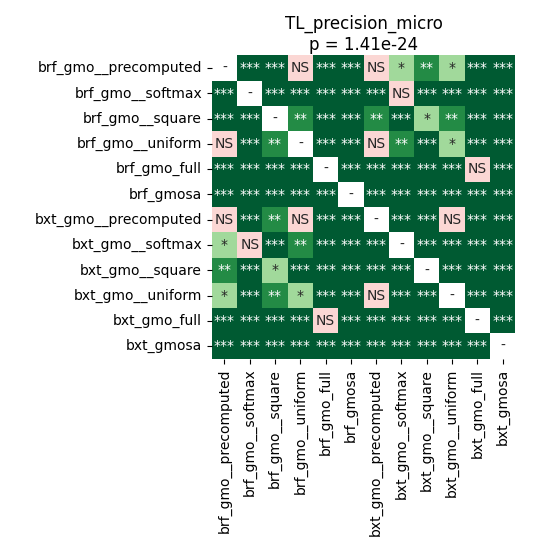 TL_precision_micro
p = 1.41e-24
brf_gmo__precomputed - *** *** NS *** *** NS * ** * *** ***
brf_gmo__softmax *** - *** *** *** *** *** NS *** *** *** ***
brf_gmo__square *** *** - ** *** *** ** *** * ** *** ***
brf_gmo__uniform NS *** ** - *** *** NS ** *** * *** ***
brf_gmo_full *** *** *** *** - *** *** *** *** *** NS ***
brf_gmosa *** *** *** *** *** - *** *** *** *** *** ***
bxt_gmo__precomputed NS *** ** NS *** *** - *** *** NS *** ***
bxt_gmo__softmax * NS *** ** *** *** *** - *** *** *** ***
bxt_gmo__square ** *** * *** *** *** *** *** - *** *** ***
bxt_gmo__uniform * *** ** * *** *** NS *** *** - *** ***
bxt_gmo_full *** *** *** *** NS *** *** *** *** *** - ***
bxt_gmosa *** *** *** *** *** *** *** *** *** *** *** -
brf_gmo__precomputed
brf_gmo__softmax
brf_gmo__square
brf_gmo__uniform
brf_gmo_full
brf_gmosa
bxt_gmo__precomputed
bxt_gmo__softmax
bxt_gmo__square
bxt_gmo__uniform
bxt_gmo_full
bxt_gmosa